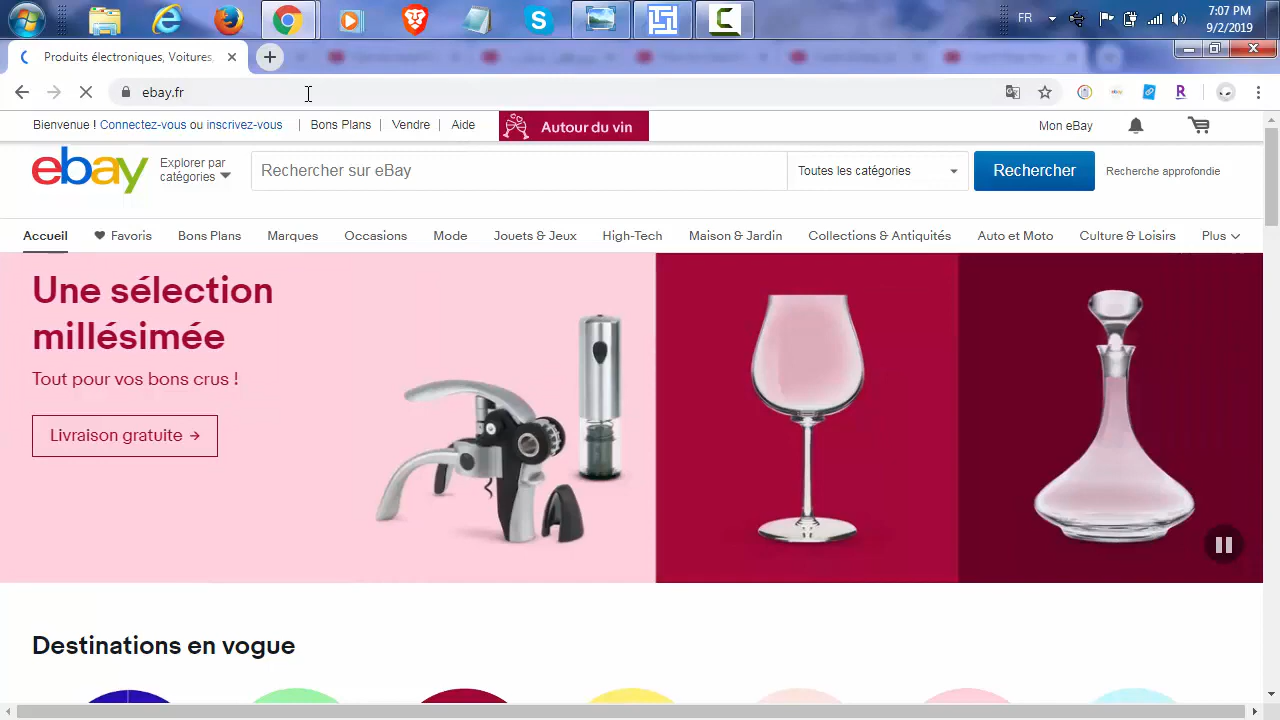 FR
7:07 PM
9/2/2019
Produits électroniques, Voitures,
ebay.fr
Bienvenue ! Connectez-vous ou inscrivez-vous
Bons Plans
Vendre
Aide
Autour du vin
Mon eBay
ebay
Explorer par
catégories
Rechercher sur eBay
Toutes les catégories
Rechercher
Recherche approfondie
Accueil
Favoris
Bons Plans
Marques
Occasions
Mode
Jouets & Jeux
High-Tech
Maison & Jardin
Collections & Antiquités
Auto et Moto
Culture & Loisirs
Plus
Une sélection
millésimée
Tout pour vos bons crus !
Livraison gratuite →
Destinations en vogue